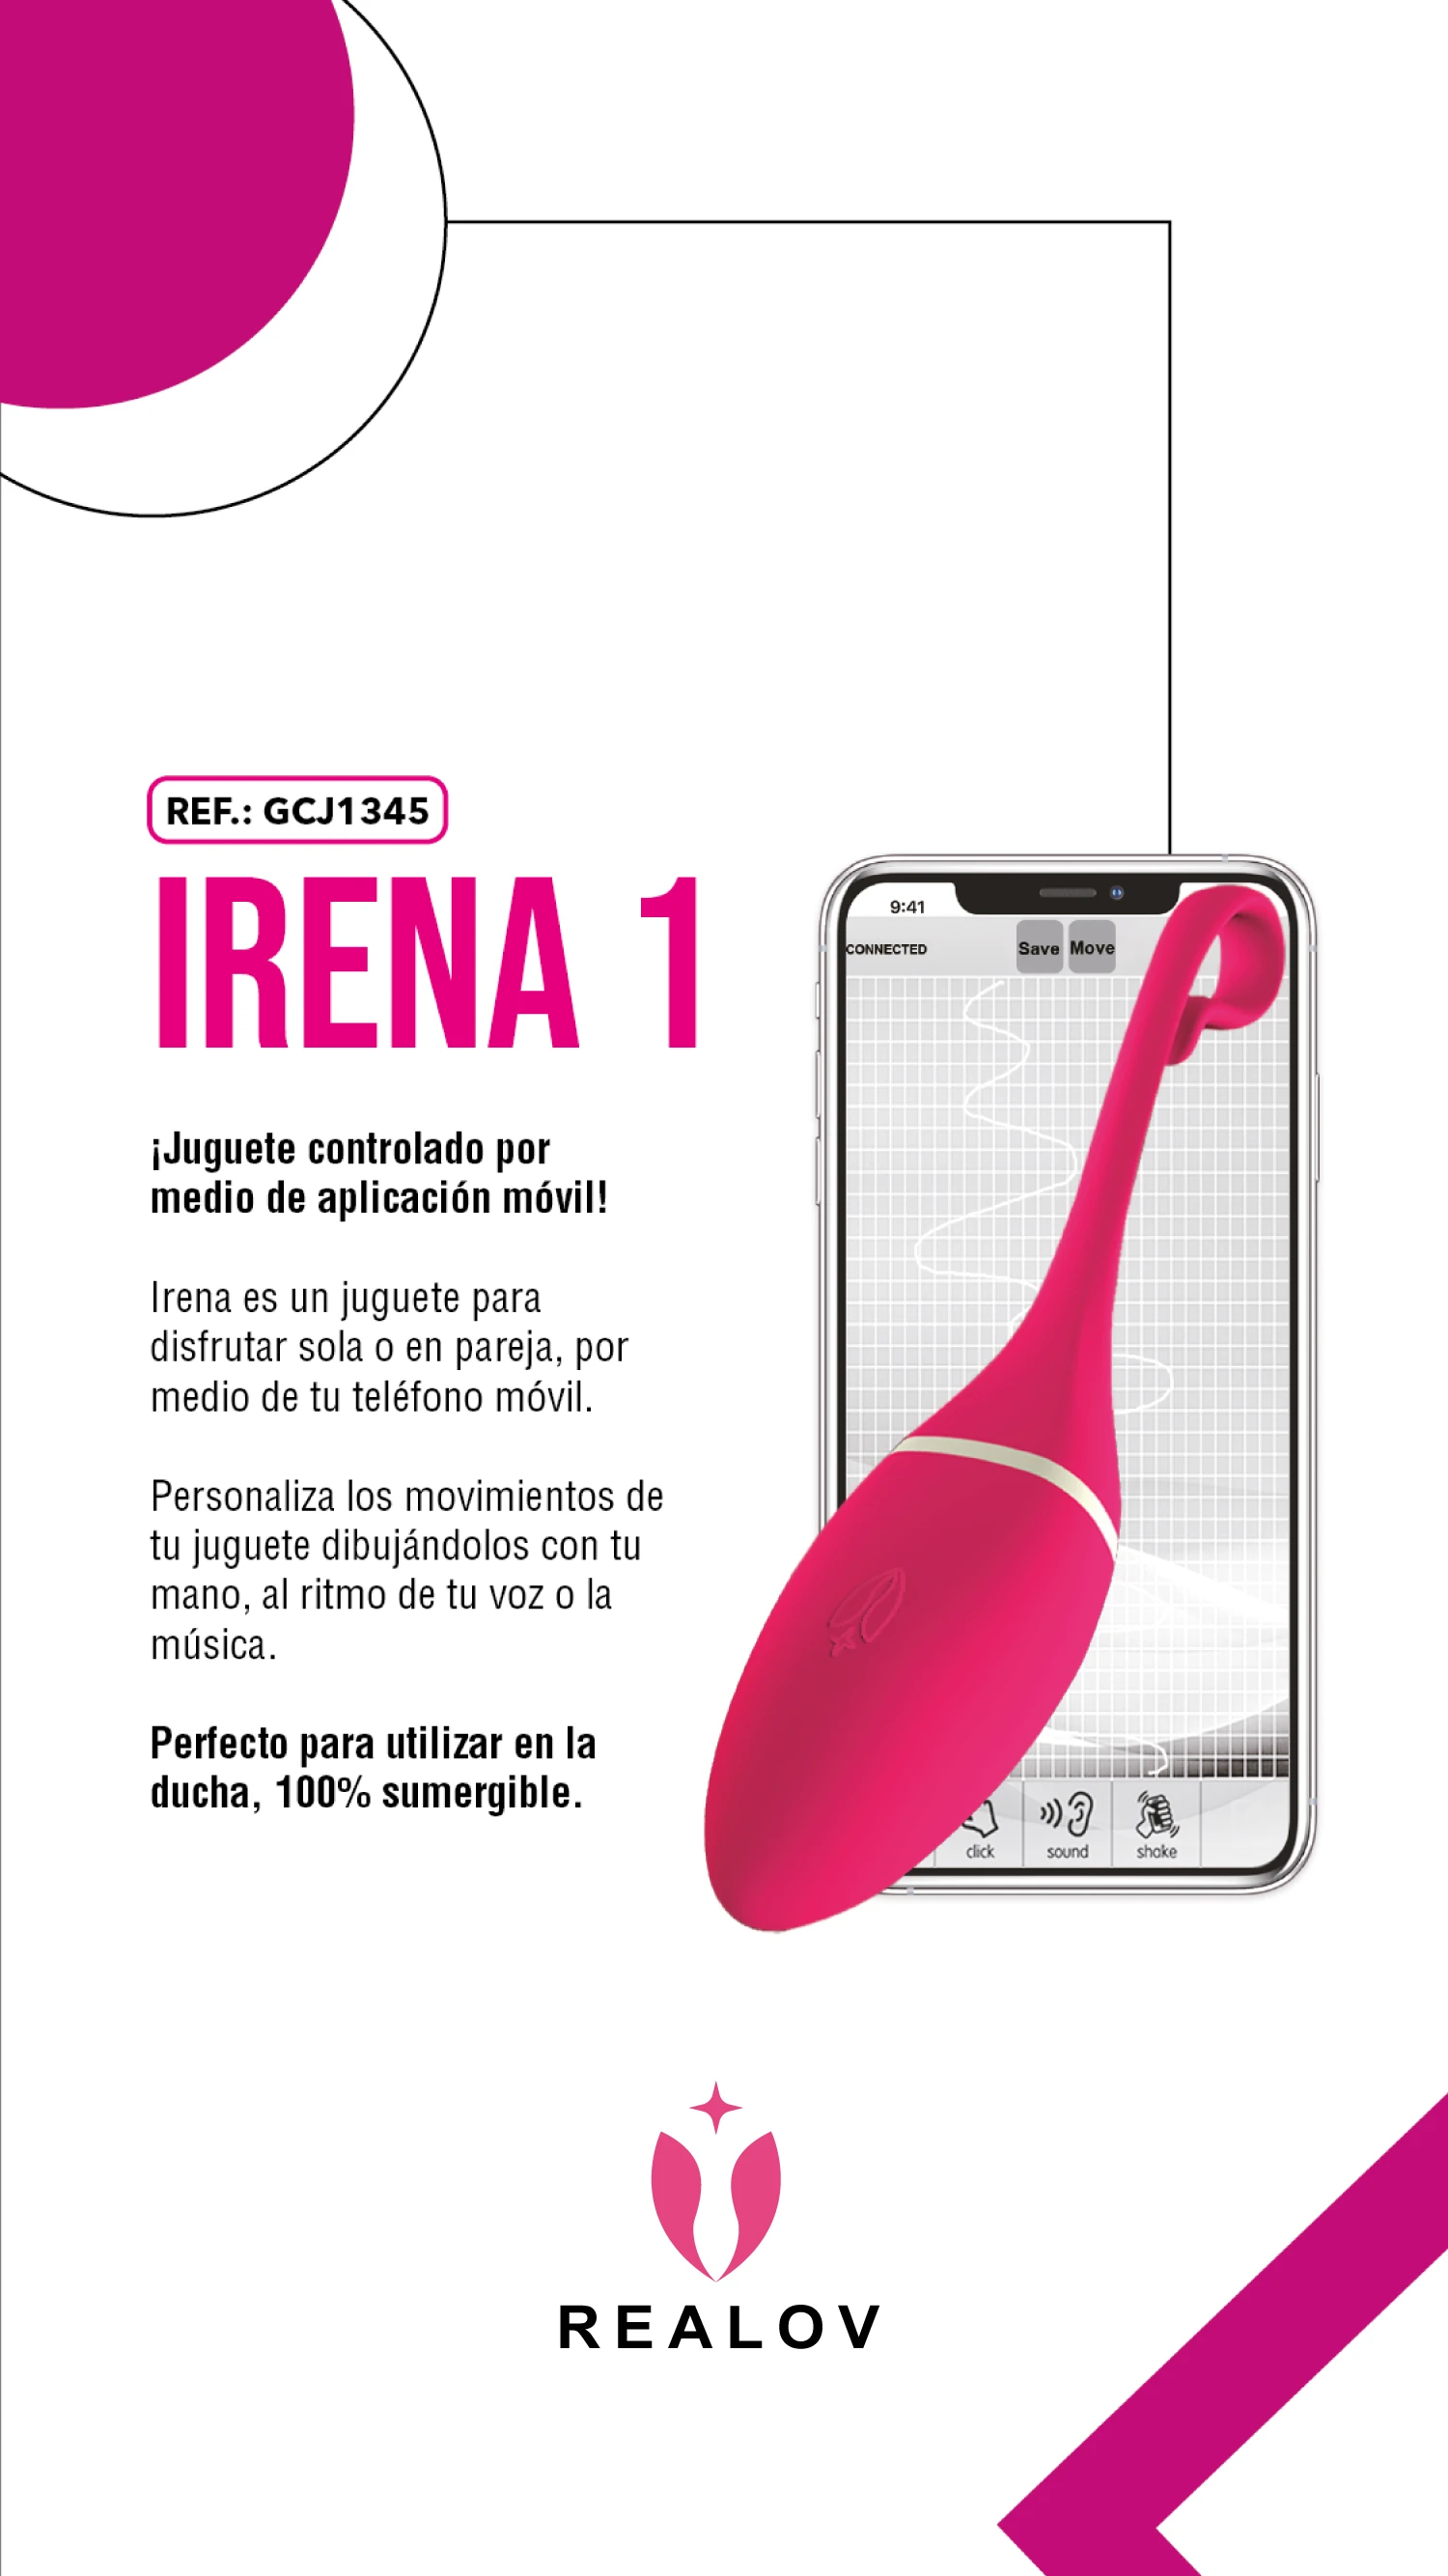 REF.: GCJ1345
IRENA 1
¡Juguete controlado por
medio de aplicación móvil!
Irena es un juguete para
disfrutar sola o en pareja, por
medio de tu teléfono móvil.
Personaliza los movimientos de
tu juguete dibujándolos con tu
mano, al ritmo de tu voz o la
música.
Perfecto para utilizar en la
ducha, 100% sumergible.
9:41
CONNECTED Save Move
click sound shake
REALOV